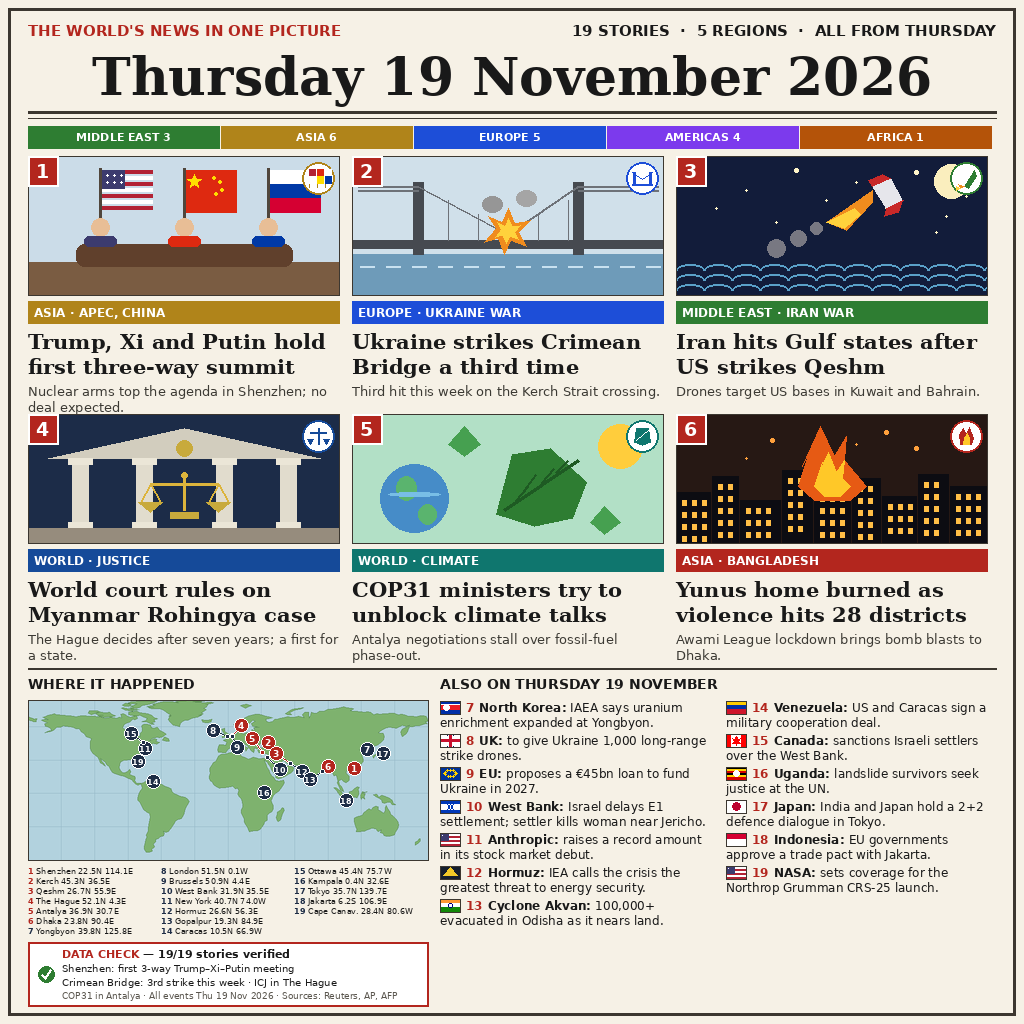 THE WORLD'S NEWS IN ONE PICTURE
19 STORIES · 5 REGIONS · ALL FROM THURSDAY
Thursday 19 November 2026
MIDDLE EAST 3
ASIA 6
EUROPE 5
AMERICAS 4
AFRICA 1
1
ASIA · APEC, CHINA
Trump, Xi and Putin hold
first three-way summit
Nuclear arms top the agenda in Shenzhen; no
deal expected.
2
EUROPE · UKRAINE WAR
Ukraine strikes Crimean
Bridge a third time
Third hit this week on the Kerch Strait crossing.
3
MIDDLE EAST · IRAN WAR
Iran hits Gulf states after
US strikes Qeshm
Drones target US bases in Kuwait and Bahrain.
4
WORLD · JUSTICE
World court rules on
Myanmar Rohingya case
The Hague decides after seven years; a first for
a state.
5
WORLD · CLIMATE
COP31 ministers try to
unblock climate talks
Antalya negotiations stall over fossil-fuel
phase-out.
6
ASIA · BANGLADESH
Yunus home burned as
violence hits 28 districts
Awami League lockdown brings bomb blasts to
Dhaka.
WHERE IT HAPPENED
15
11
19
14
8
4
5
2
9
3
10
12
13
6
1
7
17
16
18
1 Shenzhen 22.5N 114.1E
2 Kerch 45.3N 36.5E
3 Qeshm 26.7N 55.9E
4 The Hague 52.1N 4.3E
5 Antalya 36.9N 30.7E
6 Dhaka 23.8N 90.4E
7 Yongbyon 39.8N 125.8E
8 London 51.5N 0.1W
9 Brussels 50.9N 4.4E
10 West Bank 31.9N 35.5E
11 New York 40.7N 74.0W
12 Hormuz 26.6N 56.3E
13 Gopalpur 19.3N 84.9E
14 Caracas 10.5N 66.9W
15 Ottawa 45.4N 75.7W
16 Kampala 0.4N 32.6E
17 Tokyo 35.7N 139.7E
18 Jakarta 6.2S 106.9E
19 Cape Canav. 28.4N 80.6W
DATA CHECK — 19/19 stories verified
Shenzhen: first 3-way Trump–Xi–Putin meeting
Crimean Bridge: 3rd strike this week · ICJ in The Hague
COP31 in Antalya · All events Thu 19 Nov 2026 · Sources: Reuters, AP, AFP
ALSO ON THURSDAY 19 NOVEMBER
7 North Korea: IAEA says uranium
enrichment expanded at Yongbyon.
8 UK: to give Ukraine 1,000 long-range
strike drones.
9 EU: proposes a €45bn loan to fund
Ukraine in 2027.
10 West Bank: Israel delays E1
settlement; settler kills woman near Jericho.
11 Anthropic: raises a record amount
in its stock market debut.
12 Hormuz: IEA calls the crisis the
greatest threat to energy security.
13 Cyclone Akvan: 100,000+
evacuated in Odisha as it nears land.
14 Venezuela: US and Caracas sign a
military cooperation deal.
15 Canada: sanctions Israeli settlers
over the West Bank.
16 Uganda: landslide survivors seek
justice at the UN.
17 Japan: India and Japan hold a 2+2
defence dialogue in Tokyo.
18 Indonesia: EU governments
approve a trade pact with Jakarta.
19 NASA: sets coverage for the
Northrop Grumman CRS-25 launch.